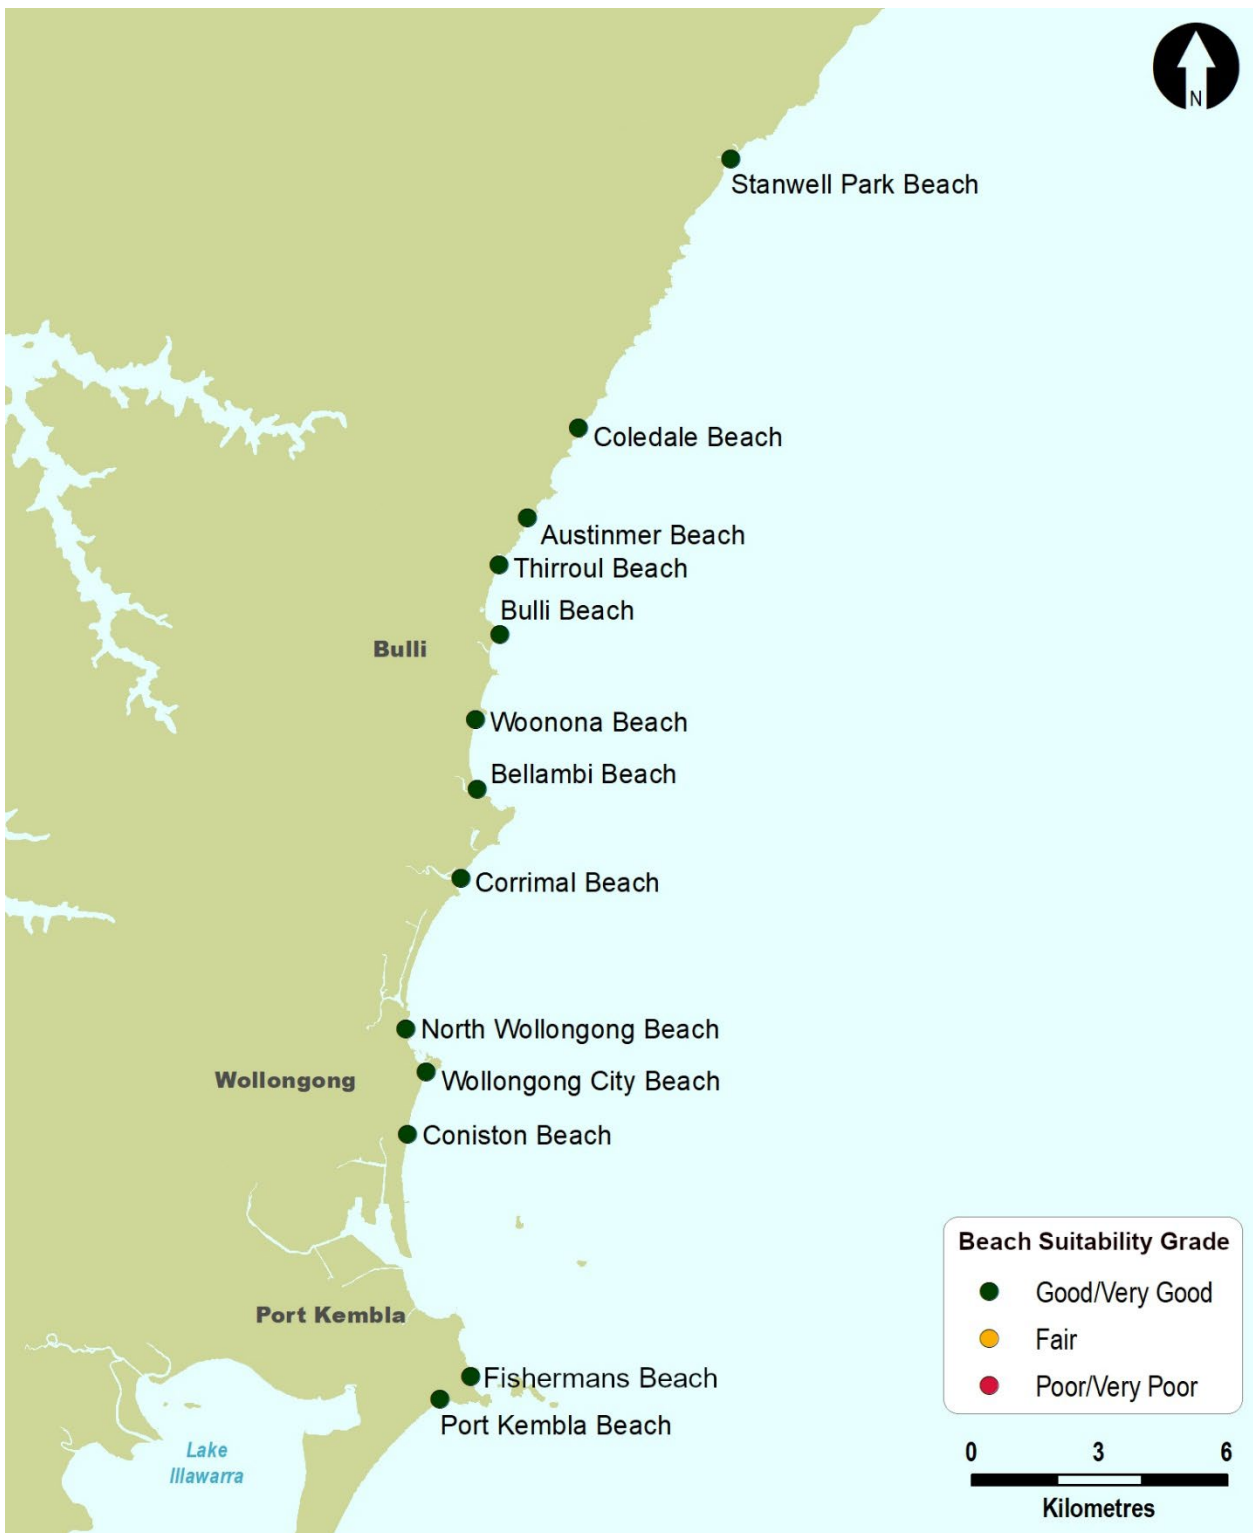 N
Stanwell Park Beach
Coledale Beach
Austinmer Beach
Thirroul Beach
Bulli Beach
Bulli
Woonona Beach
Bellambi Beach
Corrimal Beach
North Wollongong Beach
Wollongong
Wollongong City Beach
Coniston Beach
Port Kembla
Fishermans Beach
Port Kembla Beach
Lake
Illawarra
Beach Suitability Grade
Good/Very Good
Fair
Poor/Very Poor
0 3 6
Kilometres